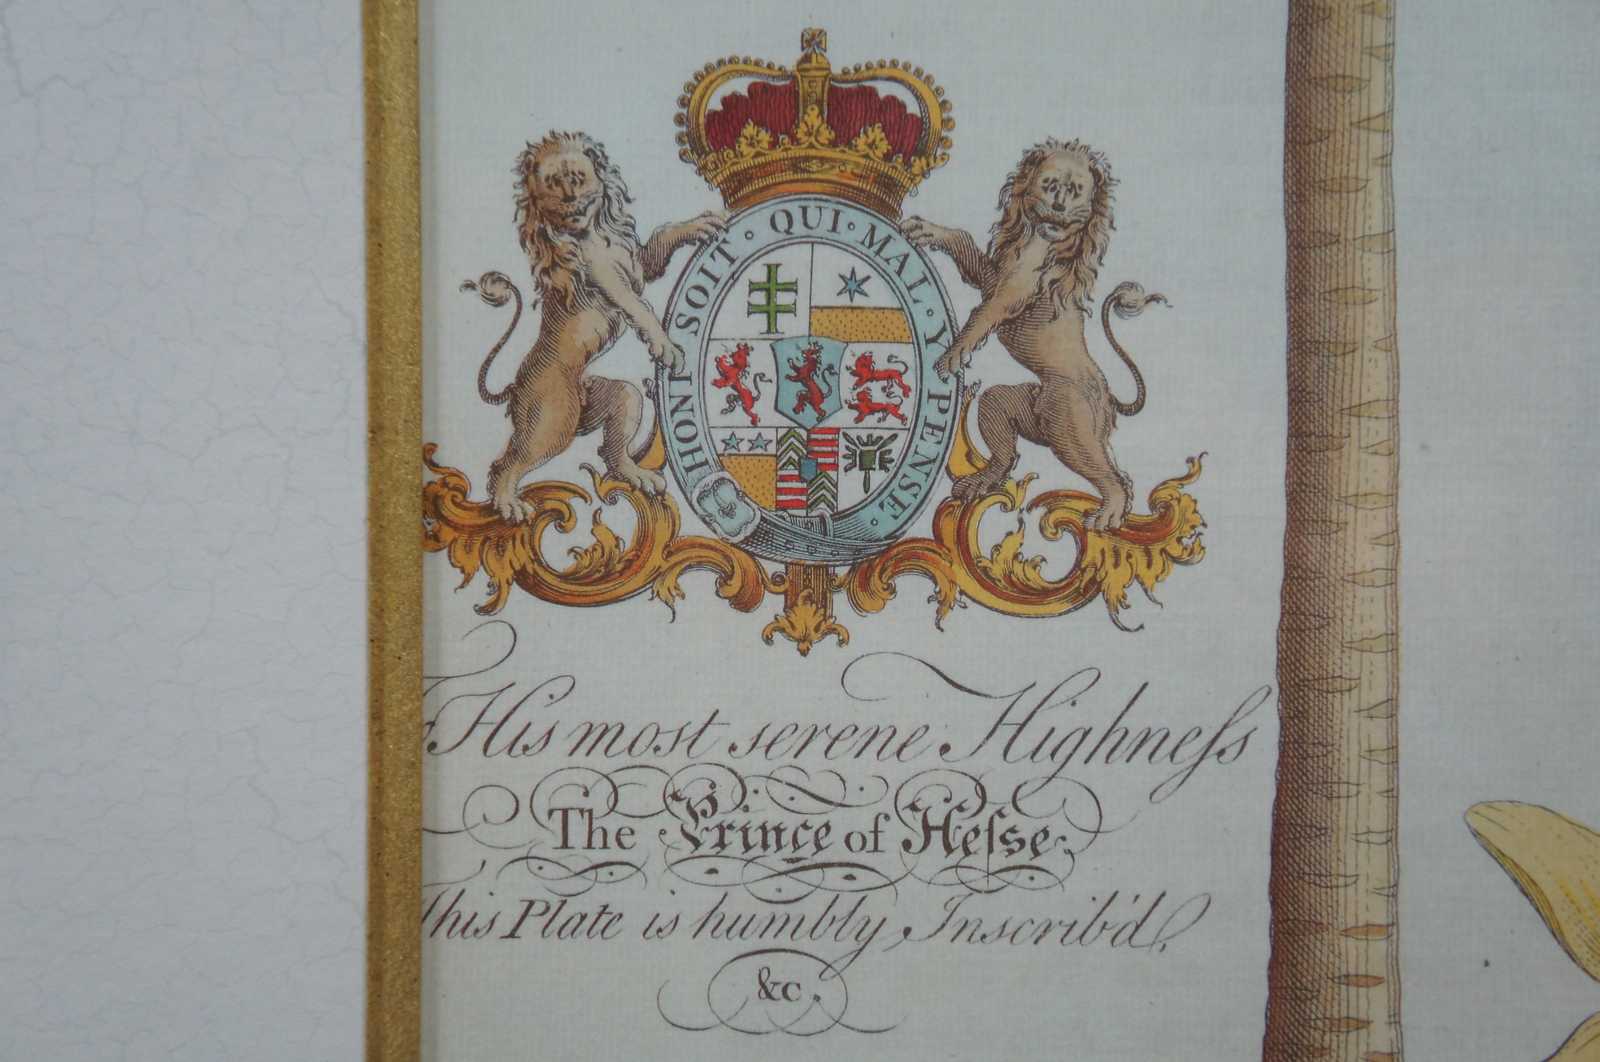 HONI · SOIT · QUI · MAL · Y · PENSE ·
His most serene Highneſs
The Prince of Heſse.
This Plate is humbly Inscrib'd,
&c.